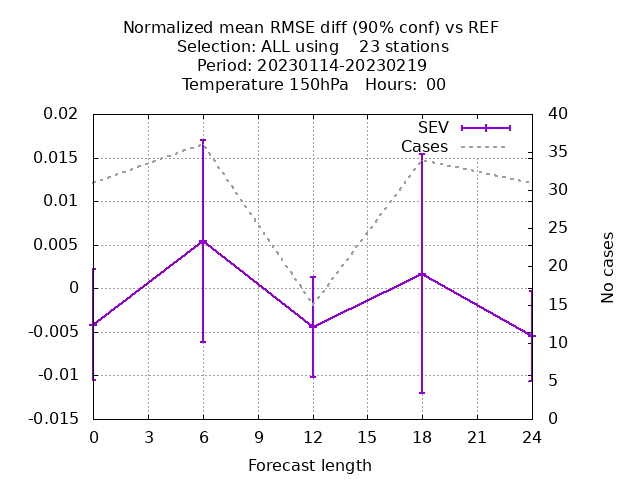 Normalized mean RMSE diff (90% conf) vs REF
Selection: ALL using    23 stations
Period: 20230114-20230219
Temperature 150hPa   Hours:  00
SEV
Cases
0.02
0.015
0.01
0.005
0
-0.005
-0.01
-0.015
40
35
30
25
20
15
10
5
0
No cases
0 3 6 9 12 15 18 21 24
Forecast length